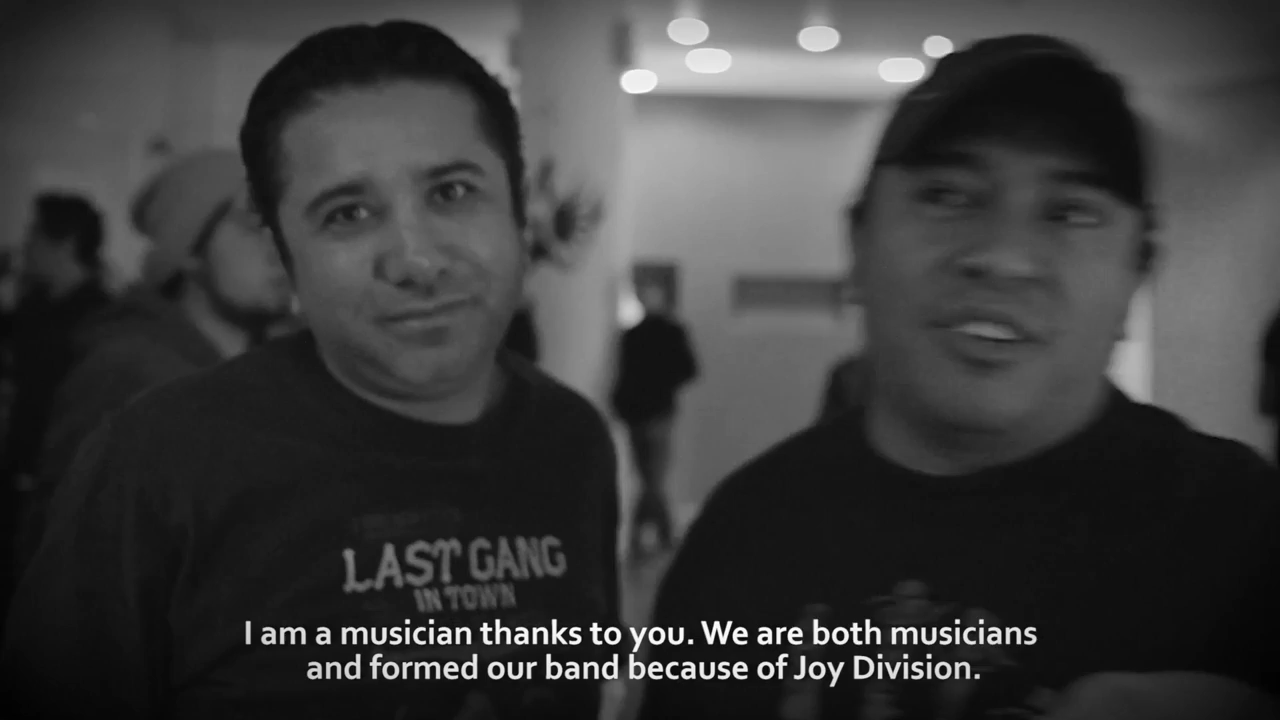 LAST GANG
IN TOWN
I am a musician thanks to you. We are both musicians
and formed our band because of Joy Division.